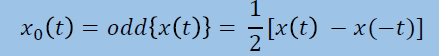 x₀(t) = odd{x(t)} = 1/2 [x(t) − x(−t)]